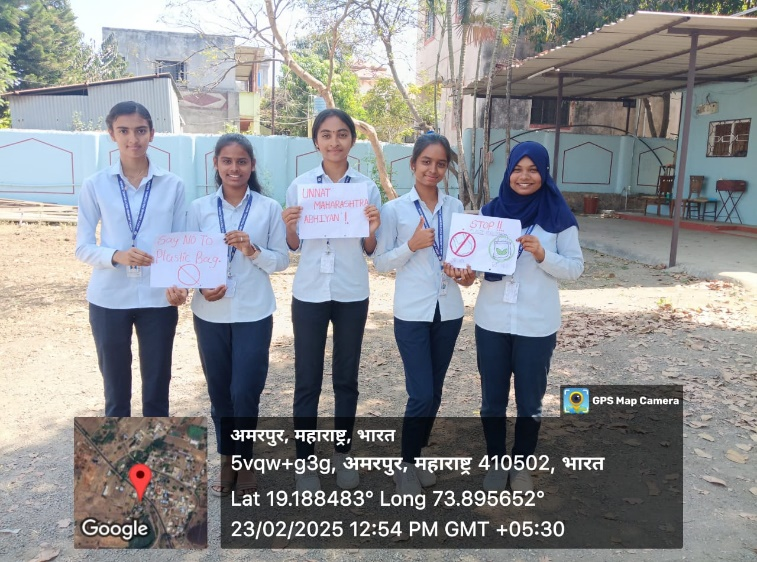 UNNAT
MAHARASHTRA
ABHIYAN !
Say No To
Plastic Bag.
STOP !!
GPS Map Camera
अमरपुर, महाराष्ट्र, भारत
5vqw+g3g, अमरपुर, महाराष्ट्र 410502, भारत
Lat 19.188483° Long 73.895652°
23/02/2025 12:54 PM GMT +05:30
Google